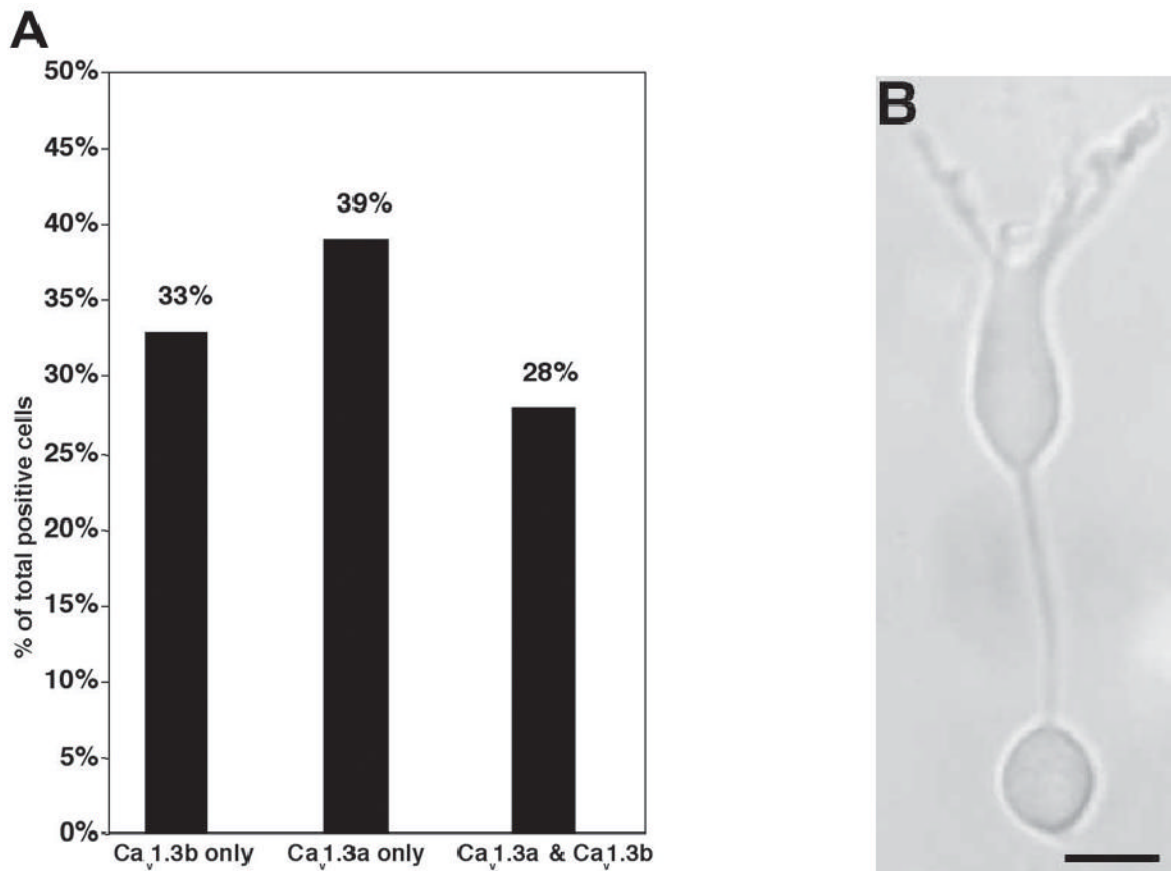 A
B
50%
45%
40%
35%
30%
25%
20%
15%
10%
5%
0%
% of total positive cells
33%
39%
28%
Cav1.3b only
Cav1.3a only
Cav1.3a & Cav1.3b